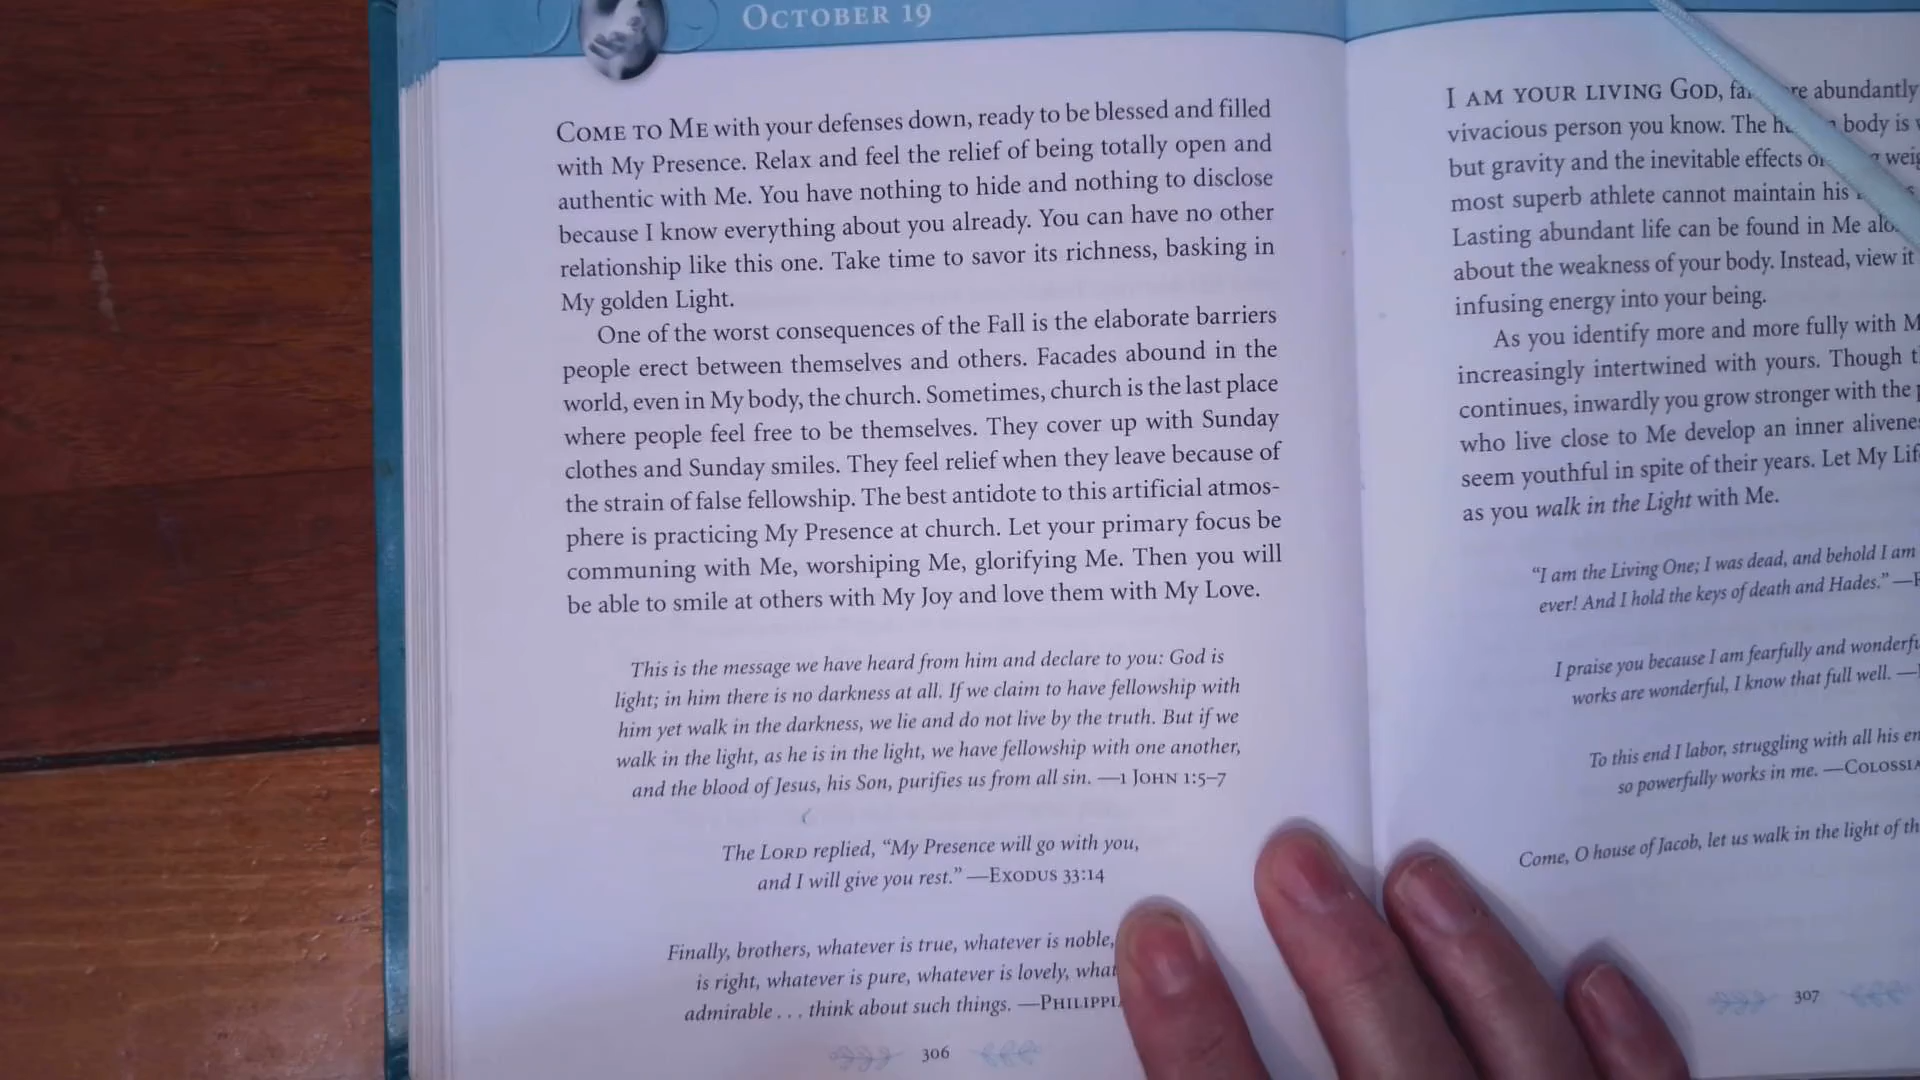 OCTOBER 19
COME TO ME with your defenses down, ready to be blessed and filled
with My Presence. Relax and feel the relief of being totally open and
authentic with Me. You have nothing to hide and nothing to disclose
because I know everything about you already. You can have no other
relationship like this one. Take time to savor its richness, basking in
My golden Light.
One of the worst consequences of the Fall is the elaborate barriers
people erect between themselves and others. Facades abound in the
world, even in My body, the church. Sometimes, church is the last place
where people feel free to be themselves. They cover up with Sunday
clothes and Sunday smiles. They feel relief when they leave because of
the strain of false fellowship. The best antidote to this artificial atmos-
phere is practicing My Presence at church. Let your primary focus be
communing with Me, worshiping Me, glorifying Me. Then you will
be able to smile at others with My Joy and love them with My Love.
This is the message we have heard from him and declare to you: God is
light; in him there is no darkness at all. If we claim to have fellowship with
him yet walk in the darkness, we lie and do not live by the truth. But if we
walk in the light, as he is in the light, we have fellowship with one another,
and the blood of Jesus, his Son, purifies us from all sin. —1 JOHN 1:5–7
The LORD replied, “My Presence will go with you,
and I will give you rest.” —EXODUS 33:14
Finally, brothers, whatever is true, whatever is noble,
is right, whatever is pure, whatever is lovely,
admirable . . . think about such things. —
306
I AM YOUR LIVING GOD, abundantly
vivacious person you know. The body is
but gravity and the inevitable effects
most superb athlete cannot maintain his
Lasting abundant life can be found in Me
about the weakness of your body. Instead, view it
infusing energy into your being.
As you identify more and more fully with
increasingly intertwined with yours. Though
continues, inwardly you grow stronger with the
who live close to Me develop an inner
seem youthful in spite of their years. Let My
as you walk in the Light with Me.
“I am the Living One; I was dead, and behold I am
ever! And I hold the keys of death and Hades.” —
I praise you because I am fearfully and
works are wonderful, I know that full well. —
To this end I labor, struggling with all his
so powerfully works in me. —
Come, O house of Jacob, let us walk in the light of
307